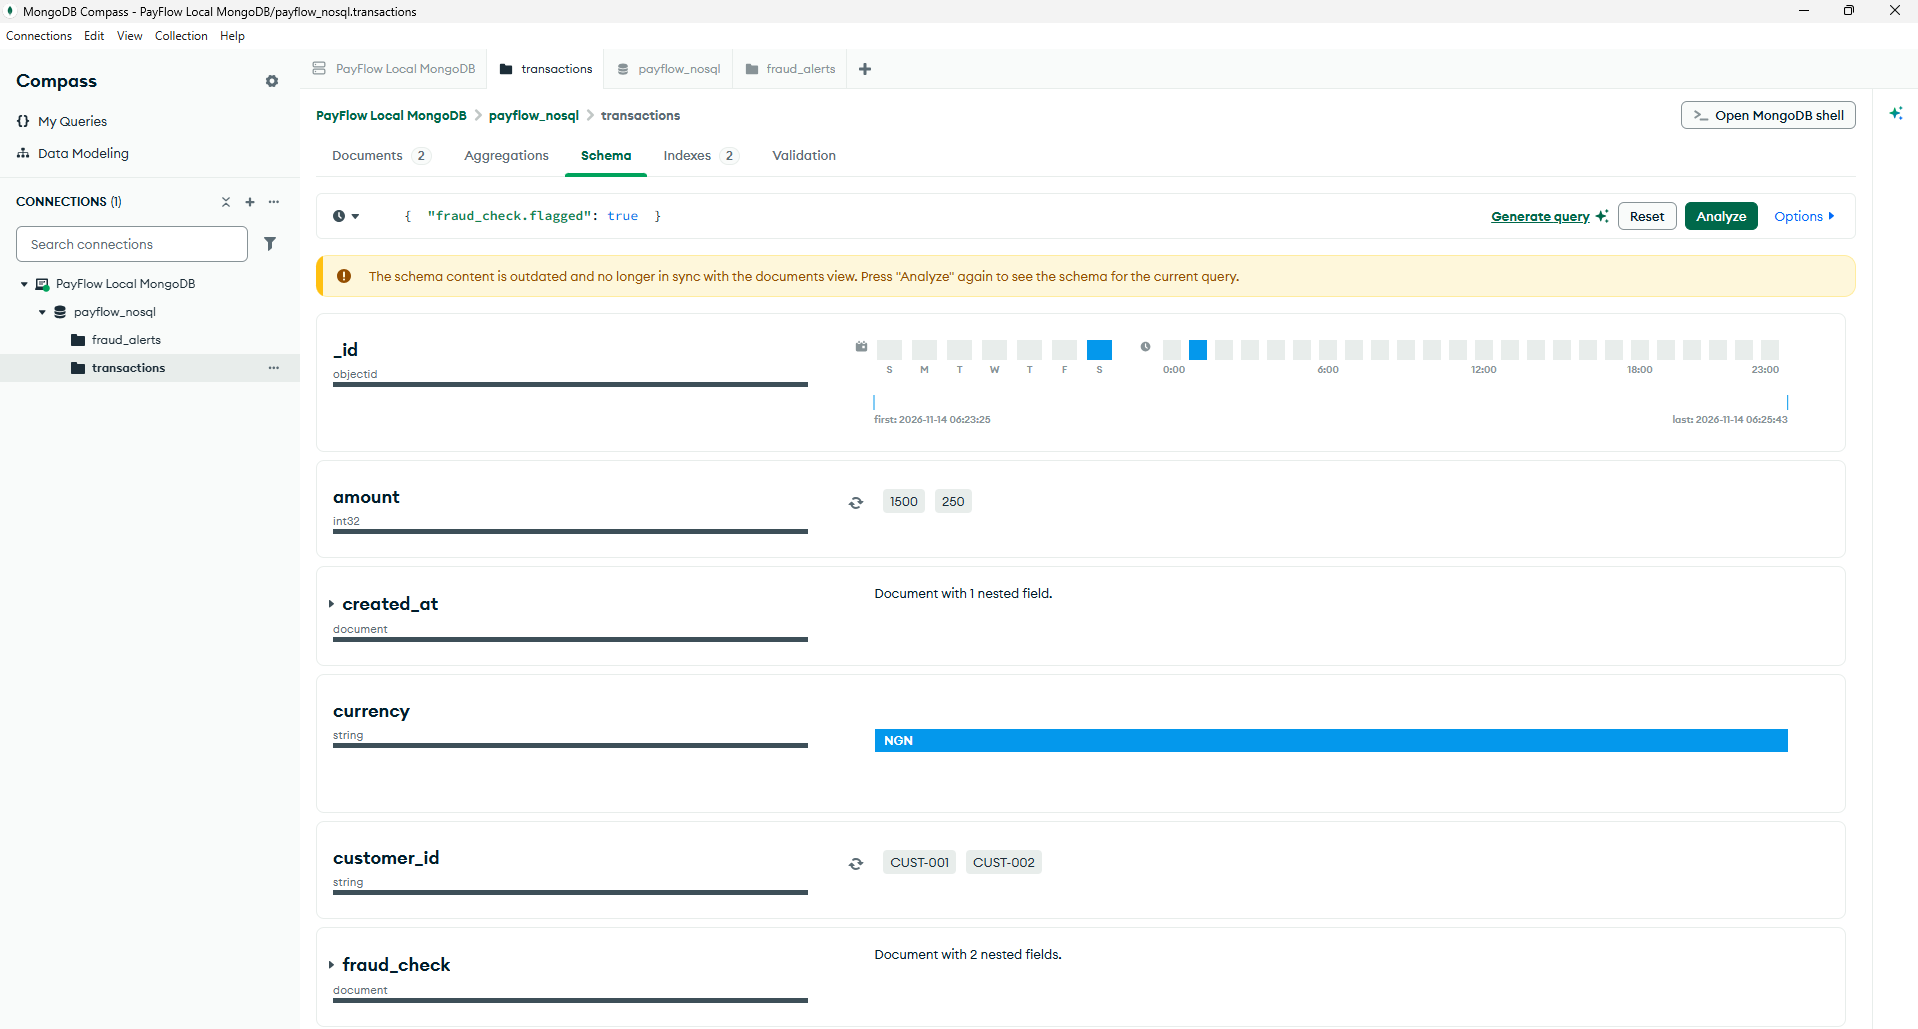 MongoDB Compass - PayFlow Local MongoDB/payflow_nosql.transactions
Connections Edit View Collection Help
Compass
My Queries
Data Modeling
CONNECTIONS (1)
Search connections
PayFlow Local MongoDB
payflow_nosql
fraud_alerts
transactions
PayFlow Local MongoDB transactions payflow_nosql fraud_alerts
PayFlow Local MongoDB > payflow_nosql > transactions
>_ Open MongoDB shell
Documents 2 Aggregations Schema Indexes 2 Validation
{ "fraud_check.flagged": true }
Generate query Reset Analyze Options
The schema content is outdated and no longer in sync with the documents view. Press "Analyze" again to see the schema for the current query.
_id
objectid
S M T W T F S
0:00 6:00 12:00 18:00 23:00
first: 2026-11-14 06:23:25 last: 2026-11-14 06:25:43
amount
int32
1500 250
created_at
document
Document with 1 nested field.
currency
string
NGN
customer_id
string
CUST-001 CUST-002
fraud_check
document
Document with 2 nested fields.